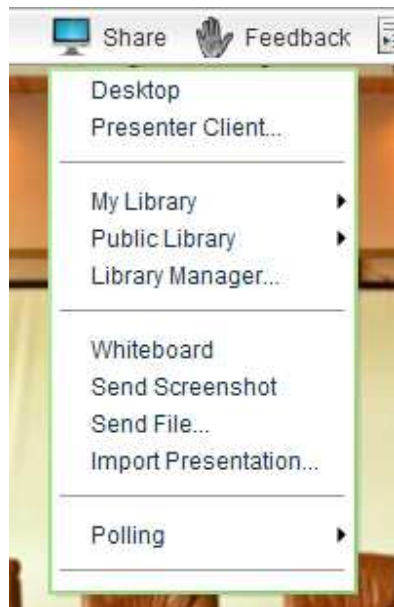 Share Feedback
Desktop
Presenter Client...
My Library
Public Library
Library Manager...
Whiteboard
Send Screenshot
Send File...
Import Presentation...
Polling